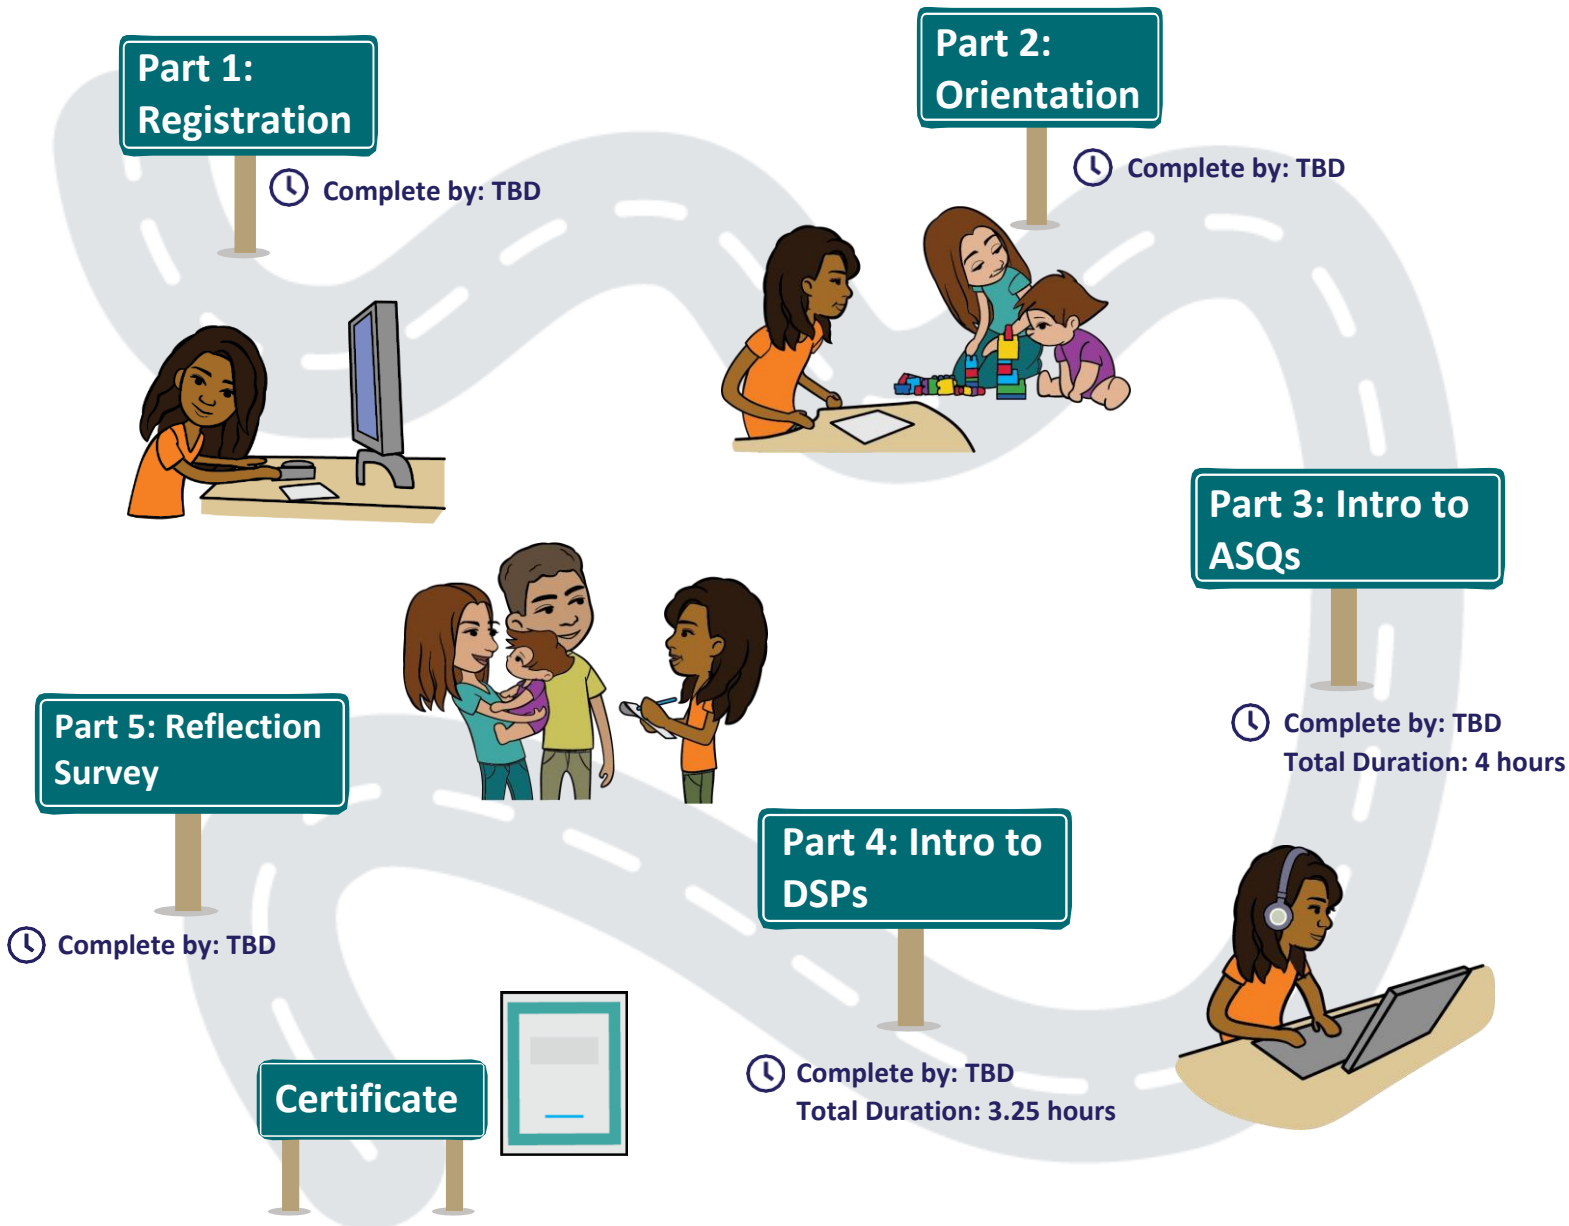 Part 1:
Registration
Complete by: TBD
Part 2:
Orientation
Complete by: TBD
Part 3: Intro to
ASQs
Complete by: TBD
Total Duration: 4 hours
Part 4: Intro to
DSPs
Complete by: TBD
Total Duration: 3.25 hours
Part 5: Reflection
Survey
Complete by: TBD
Certificate